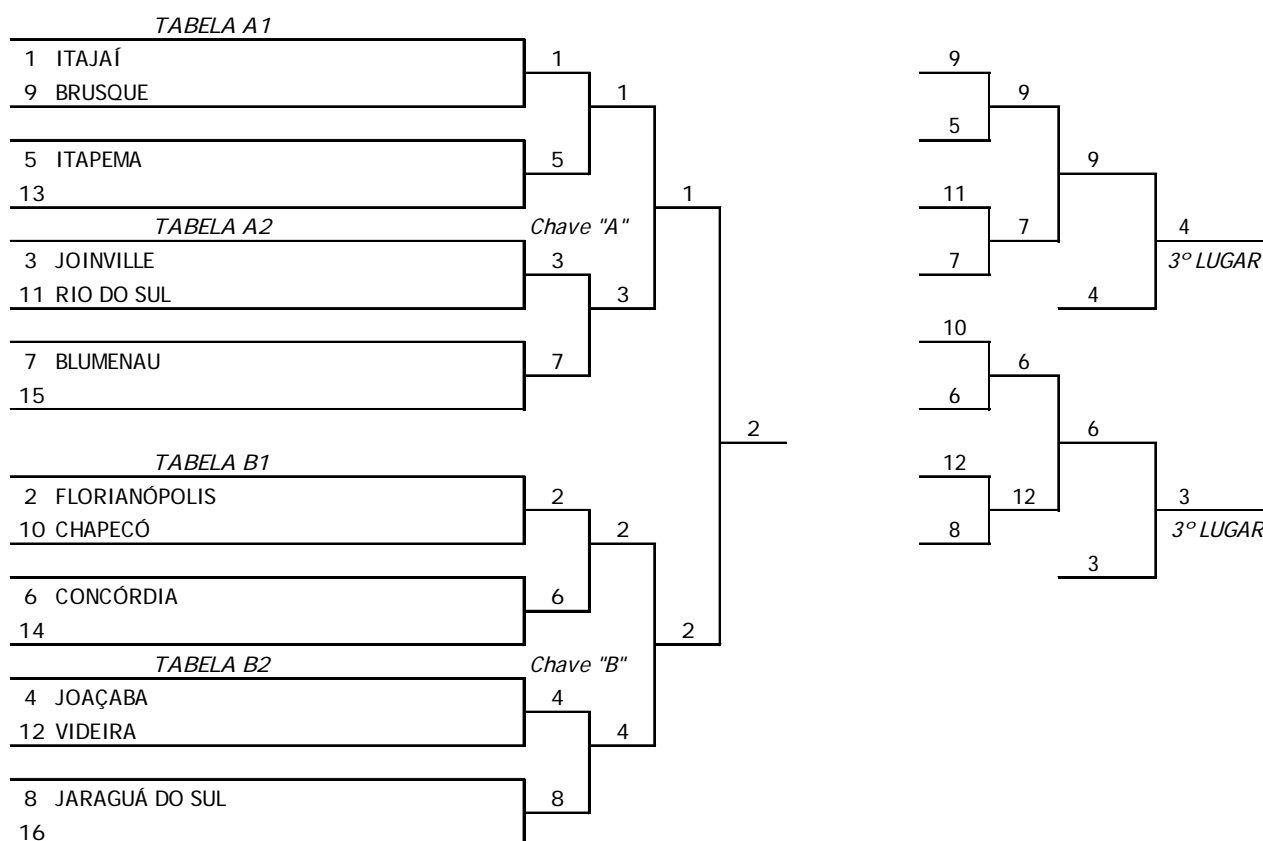 TABELA A1
1 ITAJAÍ 1 9
9 BRUSQUE 1 9
5
5 ITAPEMA 5 9
13 1 11
TABELA A2 Chave "A" 7 4
3 JOINVILLE 3 7 3º LUGAR
11 RIO DO SUL 3 4
10
7 BLUMENAU 7 6
15 6
2 6
TABELA B1 12
2 FLORIANÓPOLIS 2 12 3
10 CHAPECÓ 2 8 3º LUGAR
3
6 CONCÓRDIA 6
14 2
TABELA B2 Chave "B"
4 JOAÇABA 4
12 VIDEIRA 4
8 JARAGUÁ DO SUL 8
16